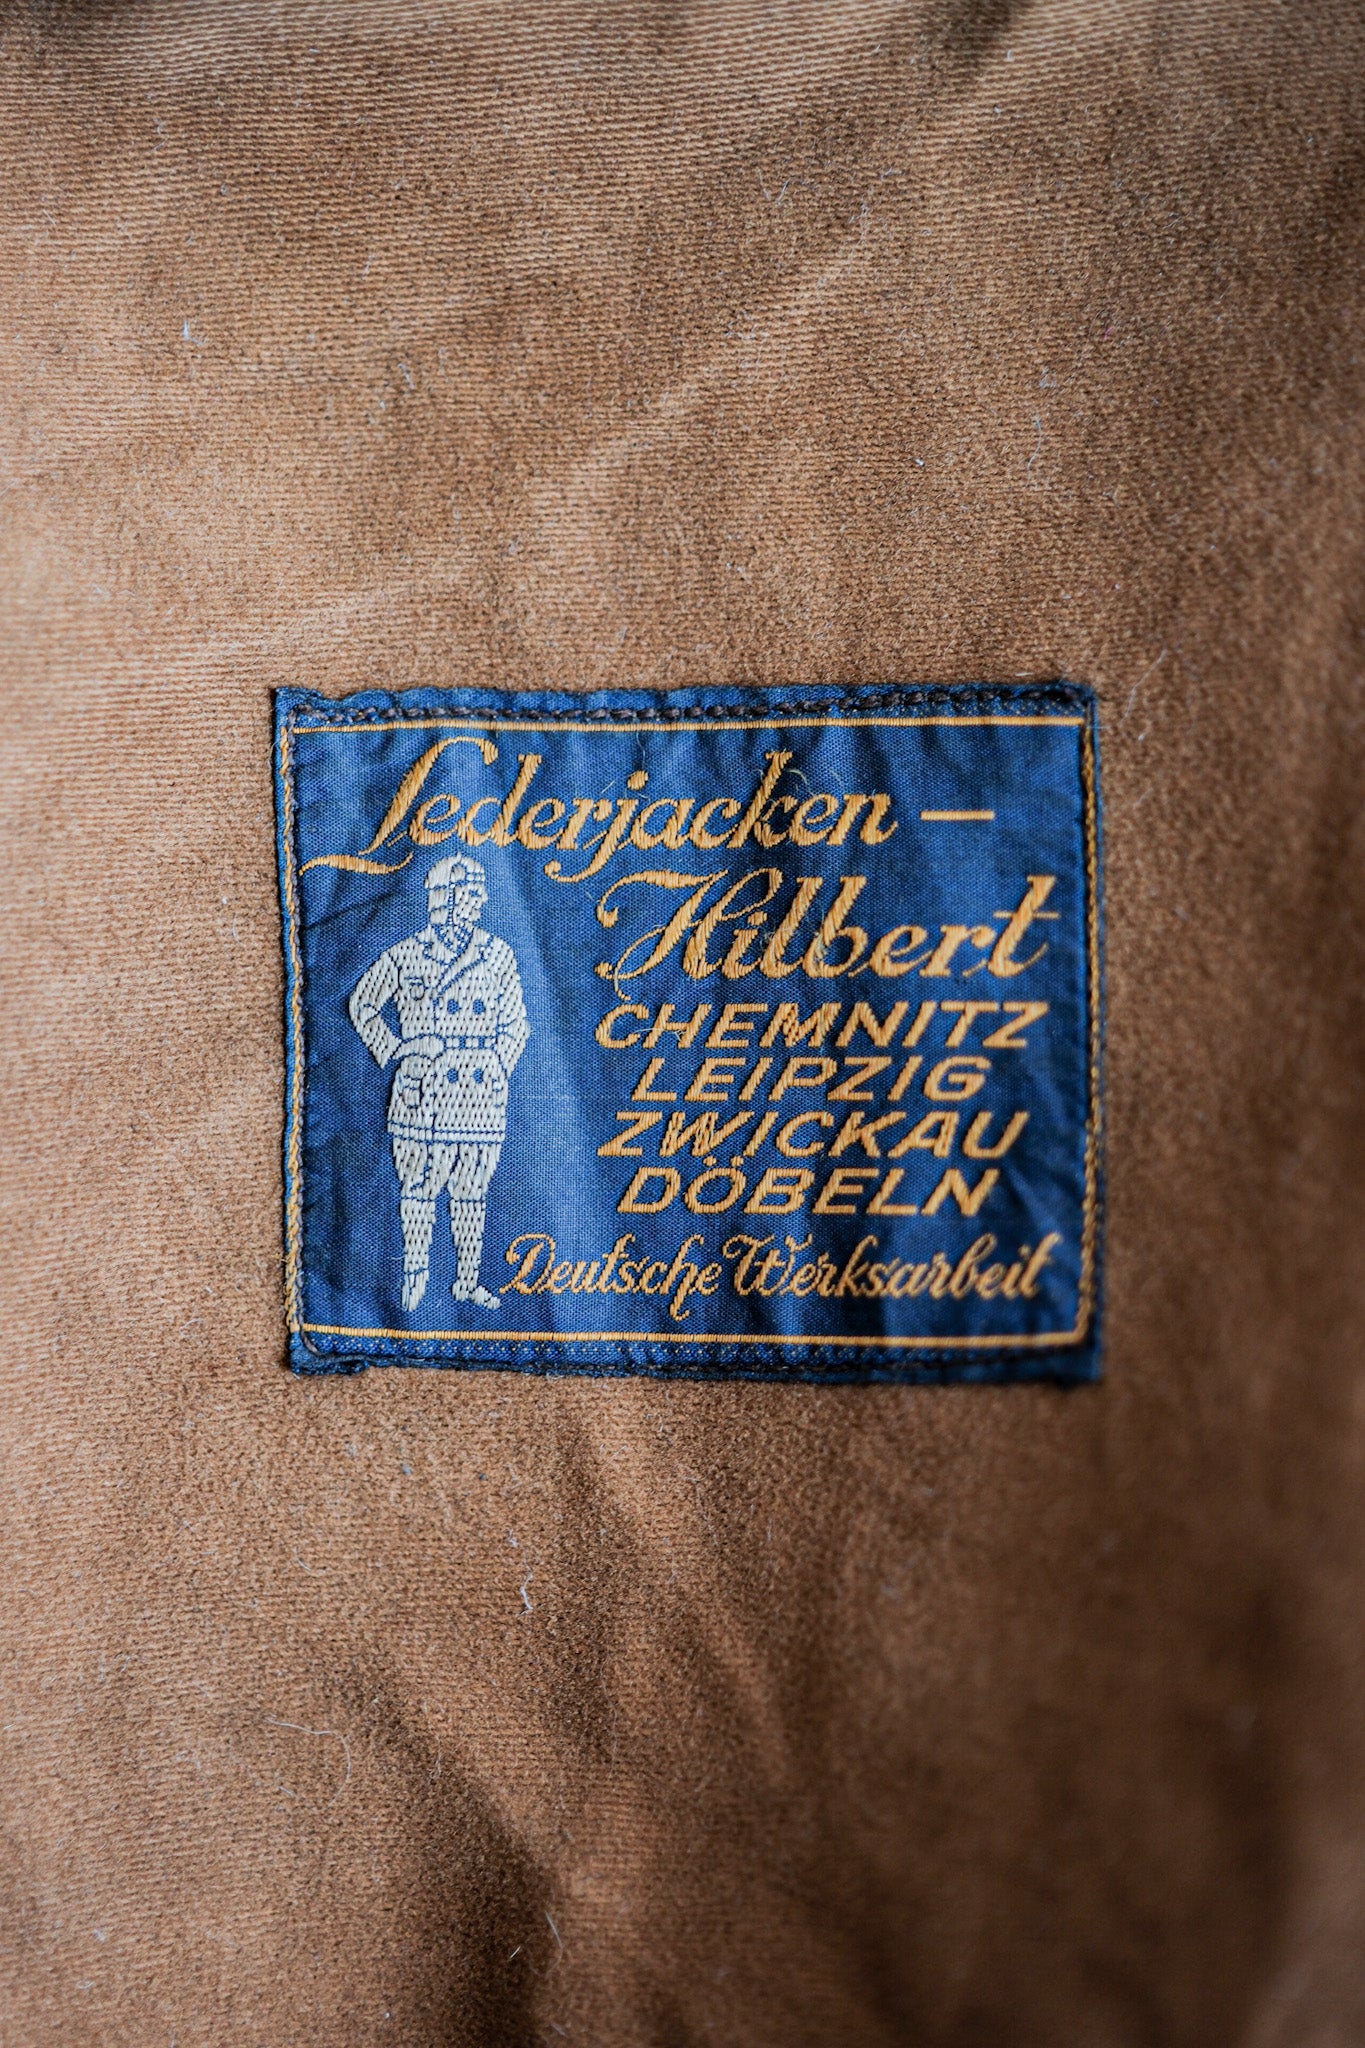 Lederjacken –
Hilbert
CHEMNITZ
LEIPZIG
ZWICKAU
DÖBELN
Deutsche Werksarbeit